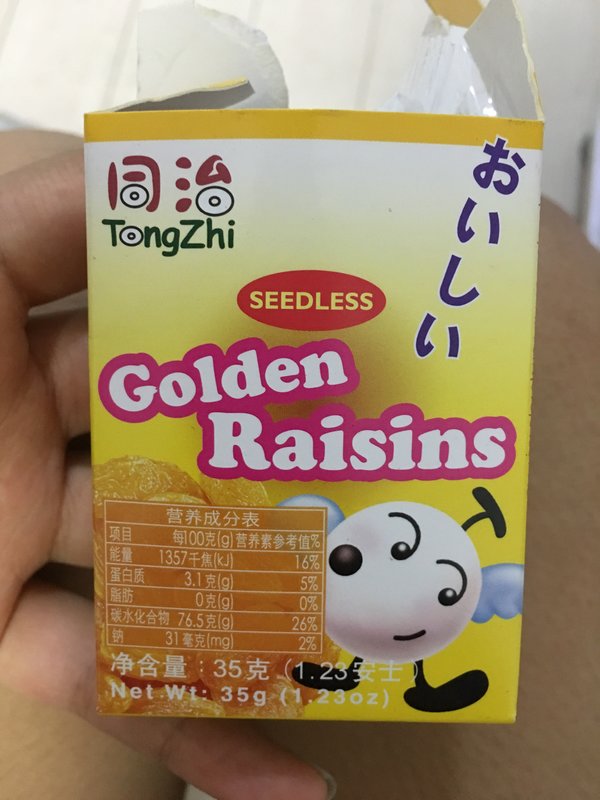 同治
TongZhi
おいしい
SEEDLESS
Golden
Raisins
营养成分表
项目 每100克(g) 营养素参考值%
能量 1357千焦(kJ) 16%
蛋白质 3.1克(g) 5%
脂肪 0克(g) 0%
碳水化合物 76.5克(g) 26%
钠 31毫克(mg) 2%
净含量：35克（1.23安士）
Net Wt: 35g (1.23oz)